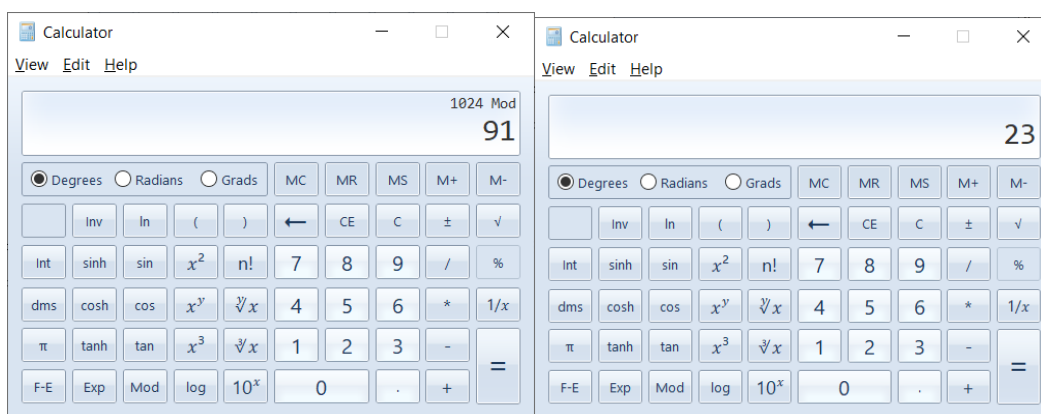 Calculator
View Edit Help
1024 Mod
91
Degrees Radians Grads MC MR MS M+ M-
Inv ln ( ) ← CE C ± √
Int sinh sin x² n! 7 8 9 / %
dms cosh cos xʸ ʸ√x 4 5 6 * 1/x
π tanh tan x³ ³√x 1 2 3 - =
F-E Exp Mod log 10ˣ 0 . +
Calculator
View Edit Help
23
Degrees Radians Grads MC MR MS M+ M-
Inv ln ( ) ← CE C ± √
Int sinh sin x² n! 7 8 9 / %
dms cosh cos xʸ ʸ√x 4 5 6 * 1/x
π tanh tan x³ ³√x 1 2 3 - =
F-E Exp Mod log 10ˣ 0 . +